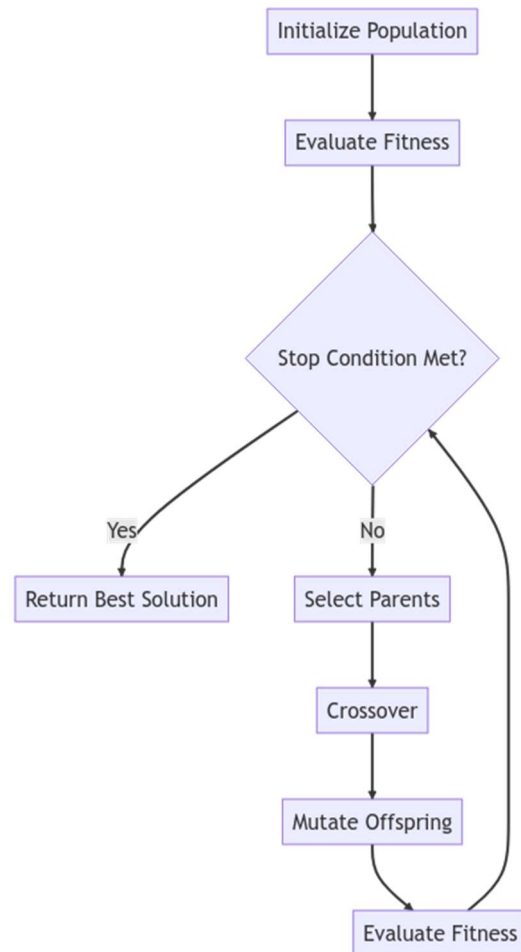 Initialize Population
Evaluate Fitness
Stop Condition Met?
Yes
No
Return Best Solution
Select Parents
Crossover
Mutate Offspring
Evaluate Fitness